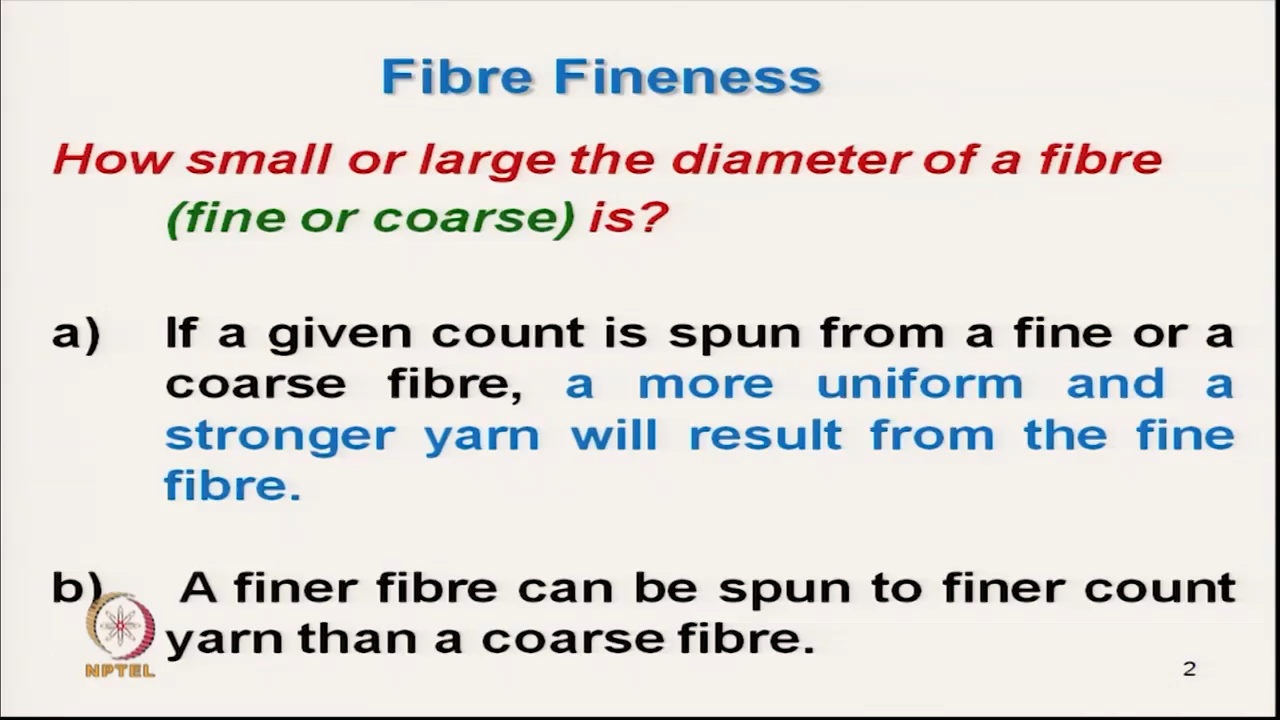 Fibre Fineness
How small or large the diameter of a fibre
(fine or coarse) is?
a) If a given count is spun from a fine or a
coarse fibre, a more uniform and a
stronger yarn will result from the fine
fibre.
b) A finer fibre can be spun to finer count
yarn than a coarse fibre.
NPTEL
2